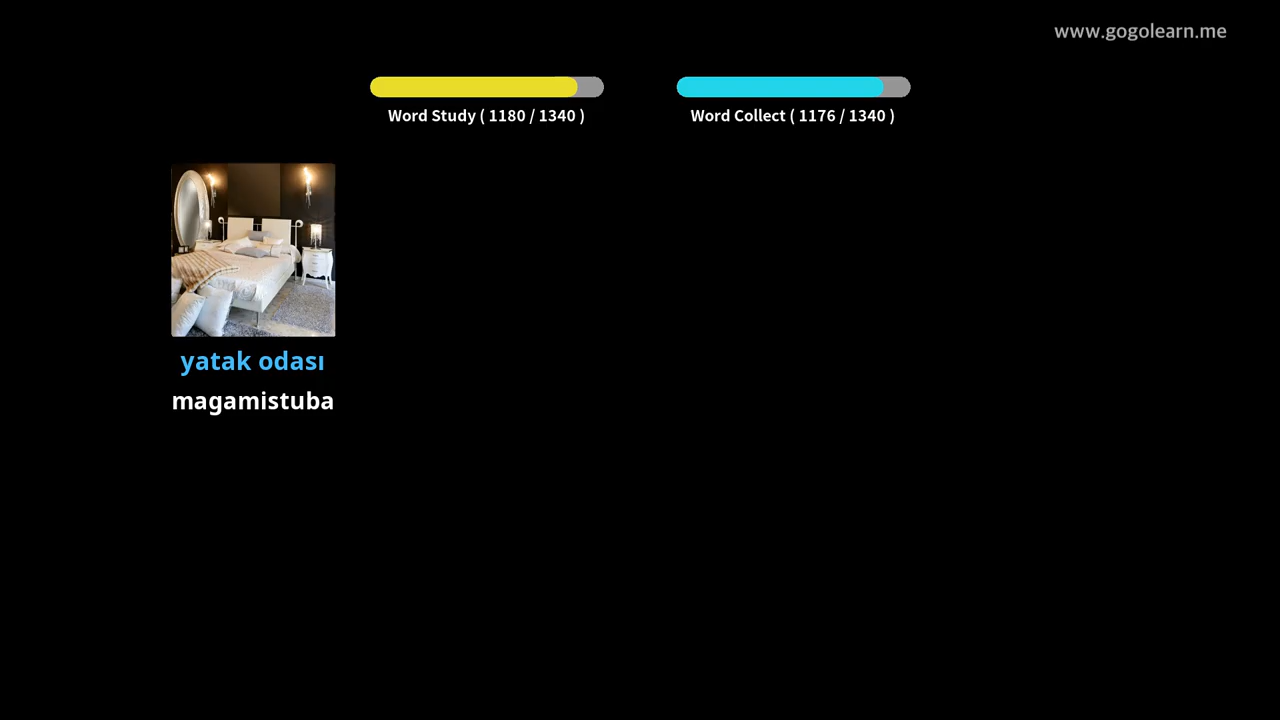 www.gogolearn.me
Word Study ( 1180 / 1340 )
Word Collect ( 1176 / 1340 )
yatak odası
magamistuba